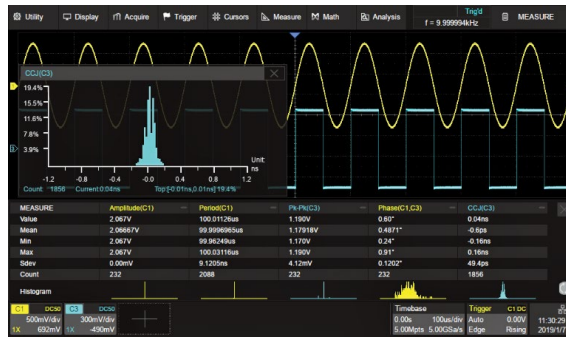 Utility Display Acquire Trigger Cursors Measure Math Analysis Trig'd f = 9.999994kHz MEASURE
CCJ(C3)
19.4%
15.5%
11.6%
7.8%
3.9%
Unit:
ns
-1.2 -0.8 -0.4 -0.0 0.4 0.8 1.2
Count: 1856 Current:0.04ns Top:[-0.01ns,0.01ns] 19.4%
MEASURE Amplitude(C1) Period(C1) Pk-Pk(C3) Phase(C1,C3) CCJ(C3)
Value 2.067V 100.01126us 1.190V 0.60° 0.04ns
Mean 2.06667V 99.9996965us 1.17918V 0.4871° -0.6ps
Min 2.067V 99.96249us 1.170V 0.24° -0.16ns
Max 2.067V 100.03116us 1.190V 0.91° 0.16ns
Sdev 0.00mV 9.1205ns 4.12mV 0.1202° 49.4ps
Count 232 2088 232 232 1856
Histogram
C1 DC50 C3 DC50 Timebase Trigger C1 DC
500mV/div 300mV/div 0.00s 100us/div Auto 0.00V 11:30:29
1X 692mV 1X -490mV 5.00Mpts 5.00GSa/s Edge Rising 2019/1/7